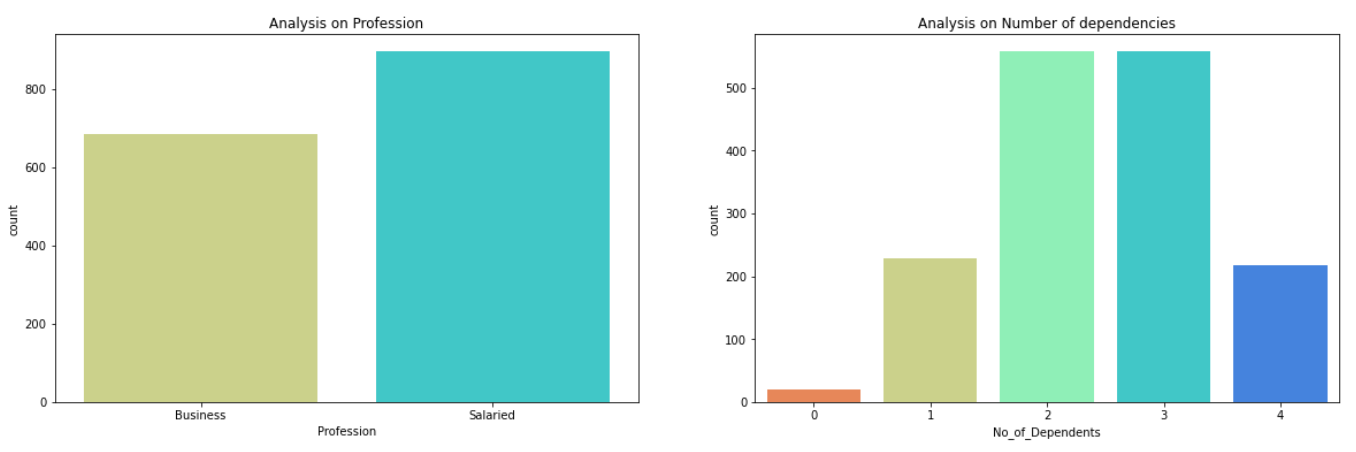 Analysis on Profession
800
600
400
200
0
count
Business Salaried
Profession
Analysis on Number of dependencies
500
400
300
200
100
0
count
0 1 2 3 4
No_of_Dependents